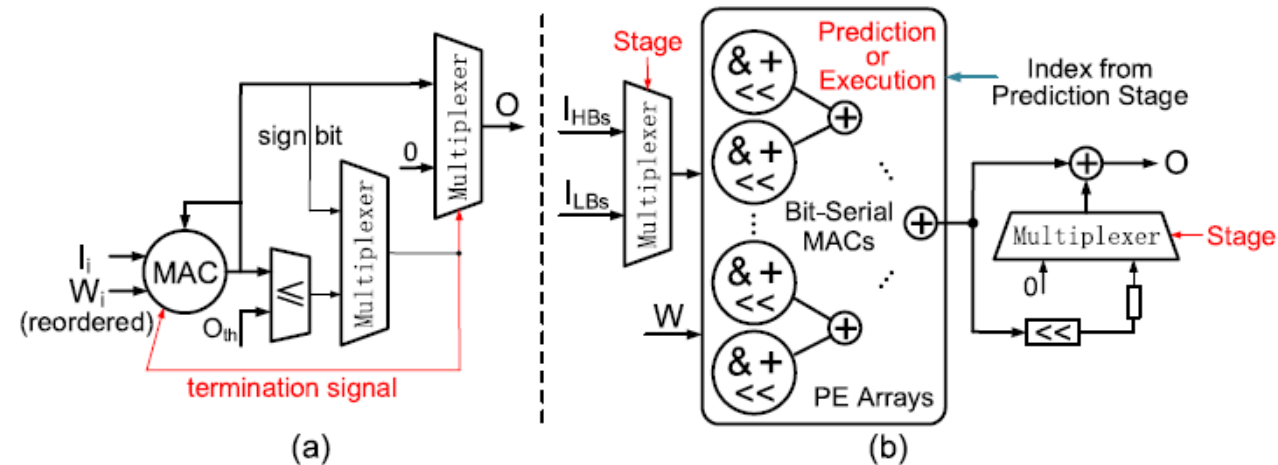 sign bit
0
Multiplexer
O
Multiplexer
I_i
W_i
(reordered)
MAC
≤
O_th
termination signal
(a)
Stage
I_HBs
I_LBs
Multiplexer
W
& +
<<
& +
<<
& +
<<
& +
<<
+
+
+
Prediction
or
Execution
Bit-Serial
MACs
PE Arrays
Index from
Prediction Stage
+
O
Multiplexer
Stage
0
<<
(b)